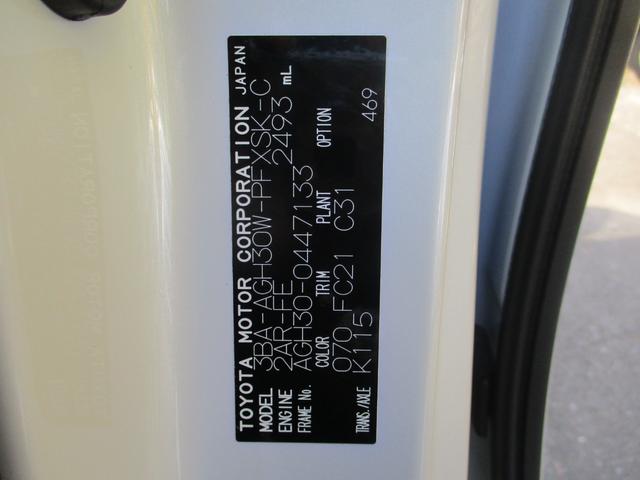 TOYOTA MOTOR CORPORATION JAPAN
MODEL 3BA-AGH30W-PFXSK-C
ENGINE 2AR-FE 2493 mL
FRAME No. AGH30-0447133
COLOR TRIM PLANT OPTION
070 FC21 C31 469
TRANS./AXLE K115